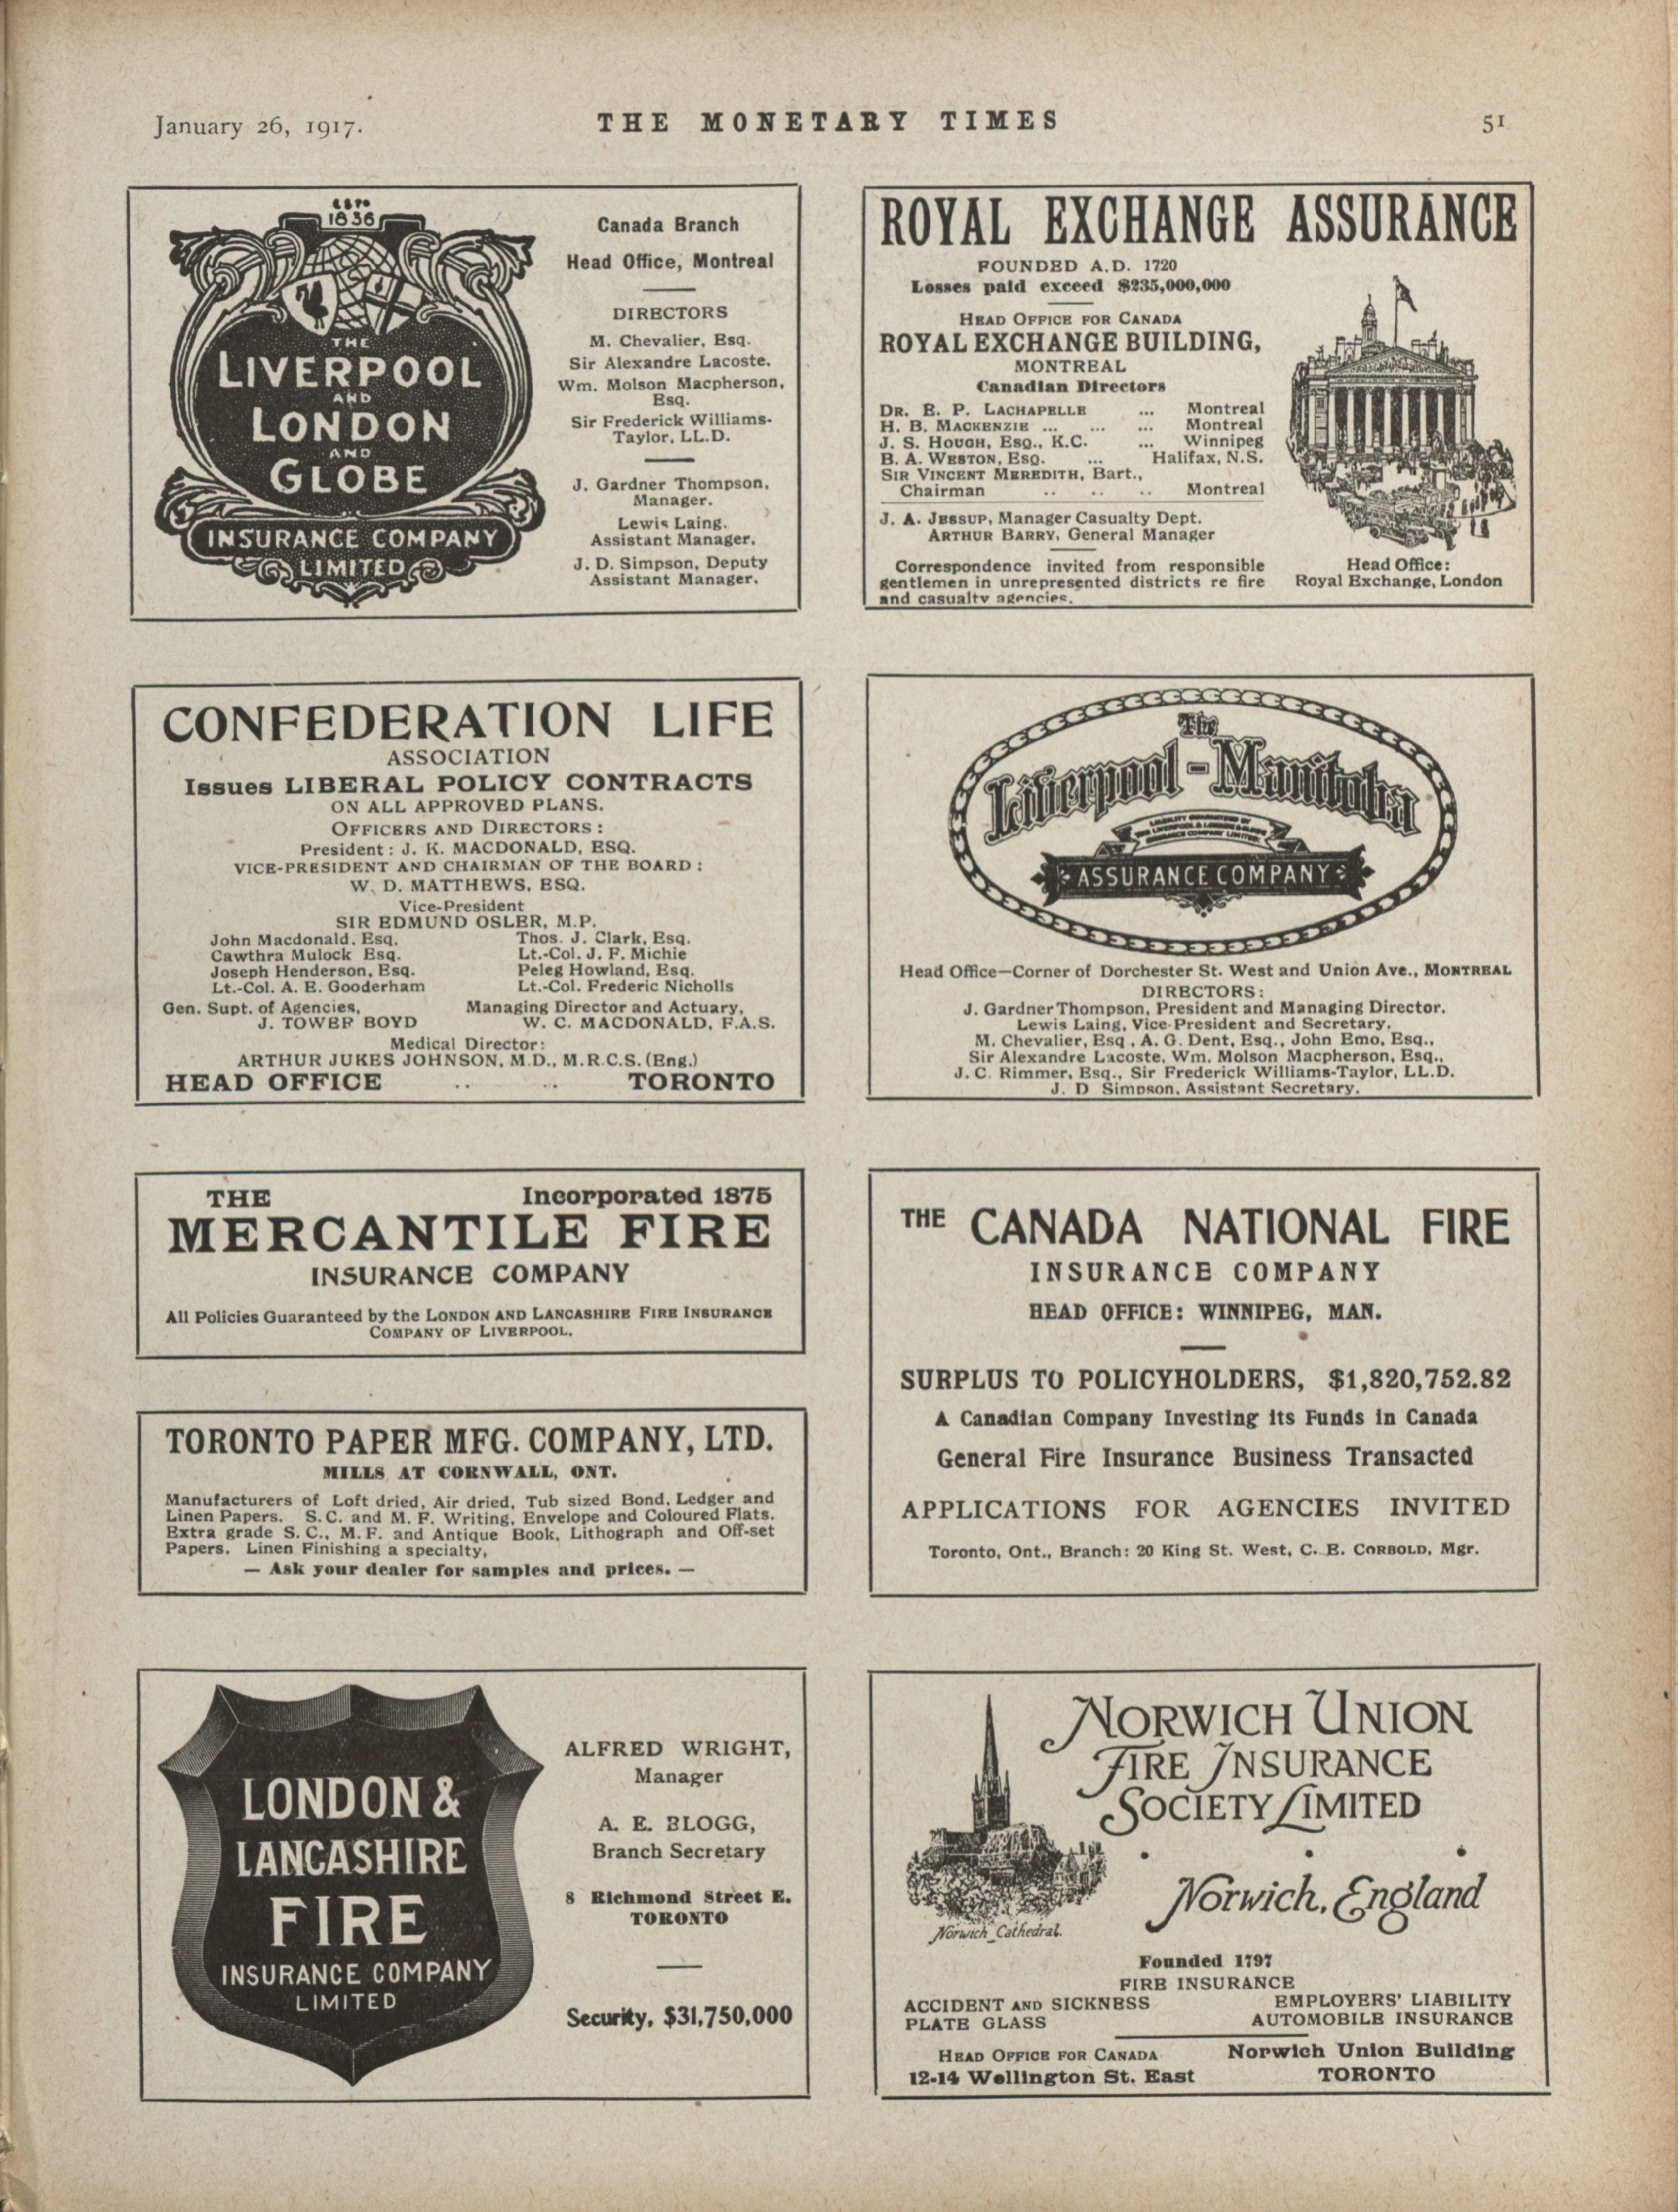 January 26, 1917.
THE MONETARY TIMES
51
ESTD
1836
THE
LIVERPOOL
AND
LONDON
AND
GLOBE
INSURANCE COMPANY
LIMITED
Canada Branch
Head Office, Montreal
DIRECTORS
M. Chevalier, Esq.
Sir Alexandre Lacoste.
Wm. Molson Macpherson,
Esq.
Sir Frederick Williams-
Taylor, LL.D.
J. Gardner Thompson,
Manager.
Lewis Laing,
Assistant Manager.
J. D. Simpson, Deputy
Assistant Manager.
ROYAL EXCHANGE ASSURANCE
FOUNDED A.D. 1720
Losses paid exceed $235,000,000
HEAD OFFICE FOR CANADA
ROYAL EXCHANGE BUILDING,
MONTREAL
Canadian Directors
DR. E. P. LACHAPELLE ... Montreal
H. B. MACKENZIE ... ... ... Montreal
J. S. HOUGH, ESQ., K.C. ... Winnipeg
B. A. WESTON, ESQ. ... Halifax, N.S.
SIR VINCENT MEREDITH, Bart.,
Chairman .. .. .. Montreal
J. A. JESSUP, Manager Casualty Dept.
ARTHUR BARRY, General Manager
Correspondence invited from responsible
gentlemen in unrepresented districts re fire
and casualty agencies.
Head Office:
Royal Exchange, London
CONFEDERATION LIFE
ASSOCIATION
Issues LIBERAL POLICY CONTRACTS
ON ALL APPROVED PLANS.
OFFICERS AND DIRECTORS:
President: J. K. MACDONALD, ESQ.
VICE-PRESIDENT AND CHAIRMAN OF THE BOARD:
W. D. MATTHEWS, ESQ.
Vice-President
SIR EDMUND OSLER, M.P.
John Macdonald, Esq. Thos. J. Clark, Esq.
Cawthra Mulock Esq. Lt.-Col. J. F. Michie
Joseph Henderson, Esq. Peleg Howland, Esq.
Lt.-Col. A. E. Gooderham Lt.-Col. Frederic Nicholls
Gen. Supt. of Agencies, Managing Director and Actuary,
J. TOWER BOYD W. C. MACDONALD, F.A.S.
Medical Director:
ARTHUR JUKES JOHNSON, M.D., M.R.C.S. (Eng.)
HEAD OFFICE .. .. TORONTO
The
Liverpool-Manitoba
LIABILITY GUARANTEED BY
THE LIVERPOOL & LONDON & GLOBE
INSURANCE COMPANY LIMITED
ASSURANCE COMPANY
Head Office—Corner of Dorchester St. West and Union Ave., MONTREAL
DIRECTORS:
J. Gardner Thompson, President and Managing Director.
Lewis Laing, Vice-President and Secretary.
M. Chevalier, Esq., A. G. Dent, Esq., John Emo, Esq.,
Sir Alexandre Lacoste, Wm. Molson Macpherson, Esq.,
J. C. Rimmer, Esq., Sir Frederick Williams-Taylor, LL.D.
J. D Simpson, Assistant Secretary.
THE Incorporated 1875
MERCANTILE FIRE
INSURANCE COMPANY
All Policies Guaranteed by the LONDON AND LANCASHIRE FIRE INSURANCE
COMPANY OF LIVERPOOL.
TORONTO PAPER MFG. COMPANY, LTD.
MILLS AT CORNWALL, ONT.
Manufacturers of Loft dried, Air dried, Tub sized Bond, Ledger and
Linen Papers. S. C. and M. F. Writing, Envelope and Coloured Flats.
Extra grade S. C., M. F. and Antique Book, Lithograph and Off-set
Papers. Linen Finishing a specialty,
— Ask your dealer for samples and prices. —
THE CANADA NATIONAL FIRE
INSURANCE COMPANY
HEAD OFFICE: WINNIPEG, MAN.
SURPLUS TO POLICYHOLDERS, $1,820,752.82
A Canadian Company Investing its Funds in Canada
General Fire Insurance Business Transacted
APPLICATIONS FOR AGENCIES INVITED
Toronto, Ont., Branch: 20 King St. West, C. E. CORBOLD, Mgr.
LONDON &
LANCASHIRE
FIRE
INSURANCE COMPANY
LIMITED
ALFRED WRIGHT,
Manager
A. E. BLOGG,
Branch Secretary
8 Richmond Street E.
TORONTO
Security, $31,750,000
NORWICH UNION
FIRE INSURANCE
SOCIETY LIMITED
Norwich, England
Norwich Cathedral.
Founded 1797
FIRE INSURANCE
ACCIDENT AND SICKNESS EMPLOYERS' LIABILITY
PLATE GLASS AUTOMOBILE INSURANCE
HEAD OFFICE FOR CANADA Norwich Union Building
12-14 Wellington St. East TORONTO